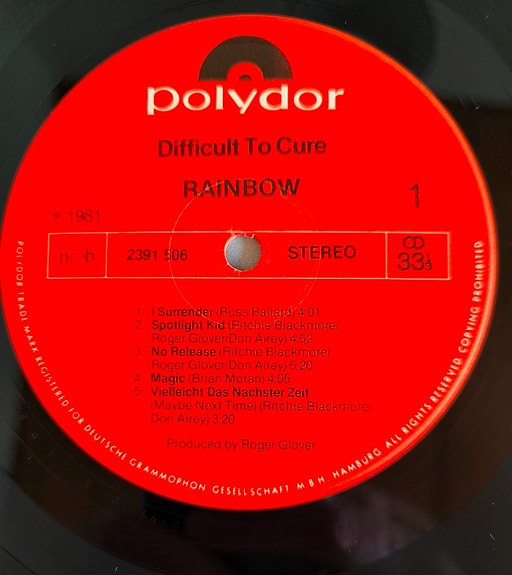 polydor
Difficult To Cure
RAINBOW
1
℗ 1981
n. b
2391 506
STEREO
33⅓
1 I Surrender (Russ Ballard) 4:01
2 Spotlight Kid (Ritchie Blackmore/
Roger Glover/Don Airey) 4:52
3 No Release (Ritchie Blackmore/
Roger Glover/Don Airey) 5:20
4 Magic (Brian Moran) 4:05
5 Vielleicht Das Nachster Zeit
(Maybe Next Time) (Ritchie Blackmore/
Don Airey) 3:20
Produced by Roger Glover
POLYDOR TRADE MARK REGISTERED FOR DEUTSCHE GRAMMOPHON GESELLSCHAFT M B H, HAMBURG ALL RIGHTS RESERVED COPYING PROHIBITED